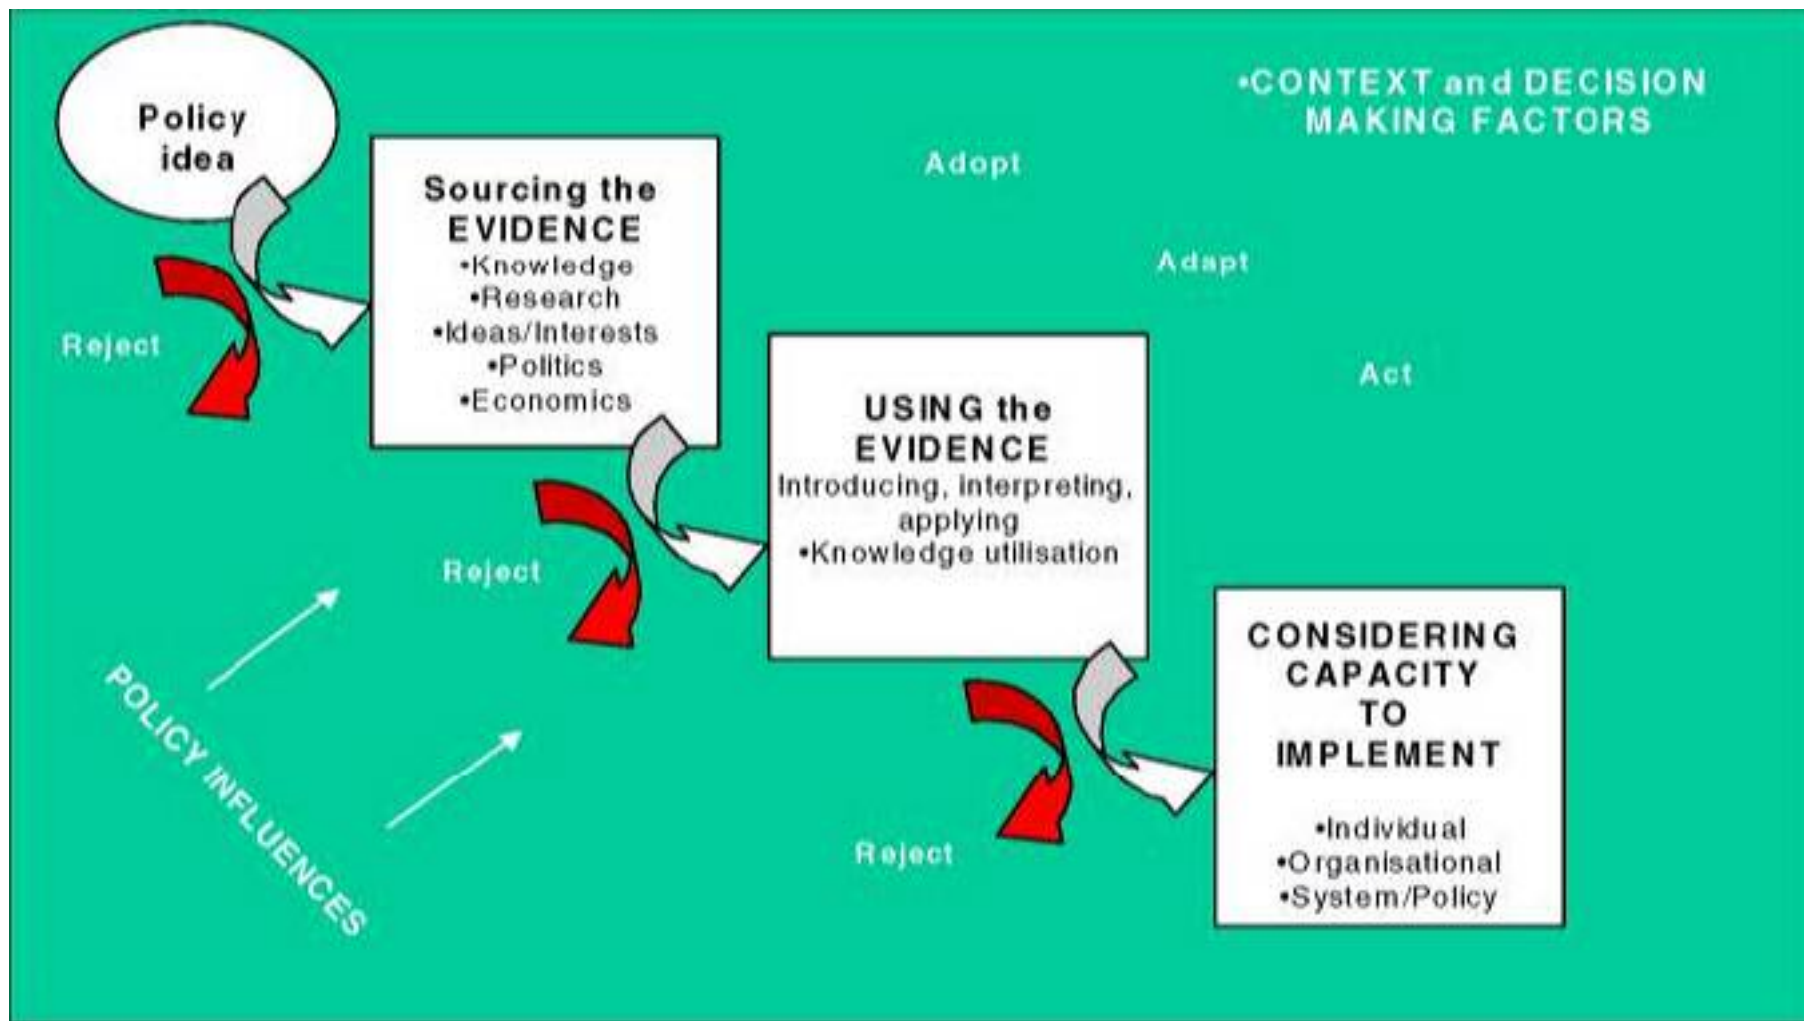 Policy
idea
•CONTEXT and DECISION
MAKING FACTORS
Adopt
Sourcing the
EVIDENCE
•Knowledge
•Research
•Ideas/Interests
•Politics
•Economics
Adapt
Reject
Act
USING the
EVIDENCE
Introducing, interpreting,
applying
•Knowledge utilisation
Reject
CONSIDERING
CAPACITY
TO
IMPLEMENT
•Individual
•Organisational
•System/Policy
Reject
POLICY INFLUENCES